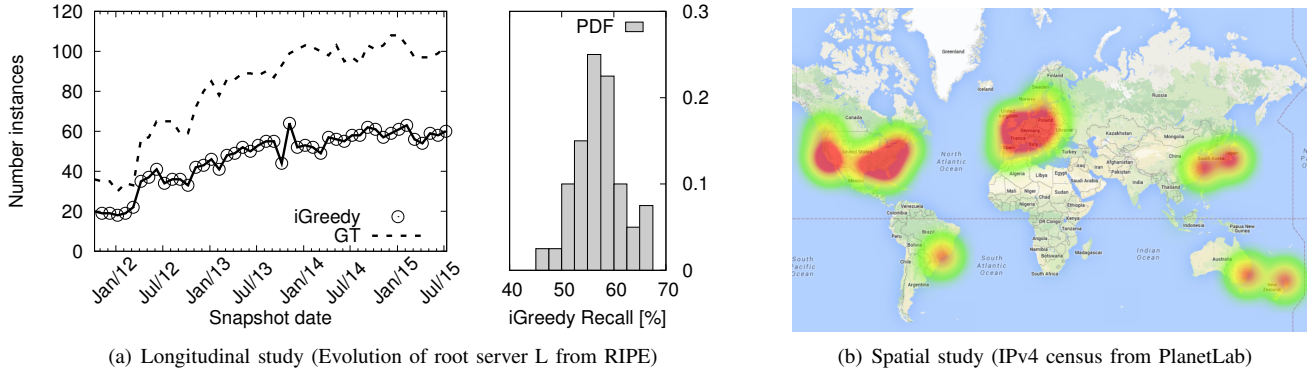 120
100
80
60
40
20
0
Number instances
iGreedy
GT
Jan/12
Jul/12
Jan/13
Jul/13
Jan/14
Jul/14
Jan/15
Jul/15
Snapshot date
PDF
0.3
0.2
0.1
0
40
50
60
70
iGreedy Recall [%]
Greenland
Iceland
Finland
Sweden
Norway
Russia
Poland
Germany
Ukraine
France
Spain
Italy
Kazakhstan
Mongolia
Turkey
Afghanistan
China
South Korea
Japan
Iraq
Iran
Pakistan
Algeria
Libya
Egypt
Saudi Arabia
India
Thailand
Mali
Niger
Chad
Sudan
Nigeria
Ethiopia
DR Congo
Kenya
Tanzania
Angola
Namibia
Botswana
Madagascar
South Africa
United States
Mexico
North
Atlantic
Ocean
Venezuela
Colombia
Brazil
Peru
Bolivia
Chile
Argentina
South
Pacific
Ocean
South
Atlantic
Ocean
Indian
Ocean
Indonesia
Papua New
Guinea
Australia
New
Zealand
(a) Longitudinal study (Evolution of root server L from RIPE)
(b) Spatial study (IPv4 census from PlanetLab)